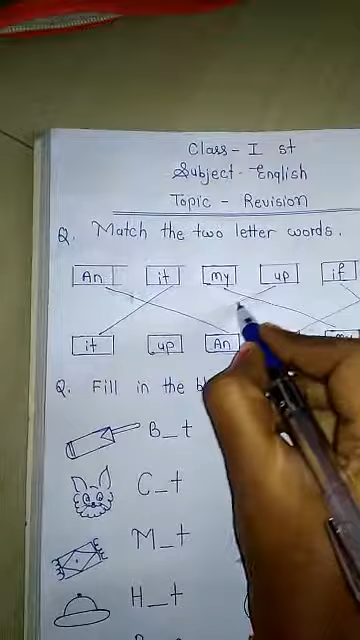 Class - I st
Subject - English
Topic - Revision
Q. Match the two letter words.
An it my up if
it up An my
Q. Fill in the
B_t
C_t
M_t
H_t